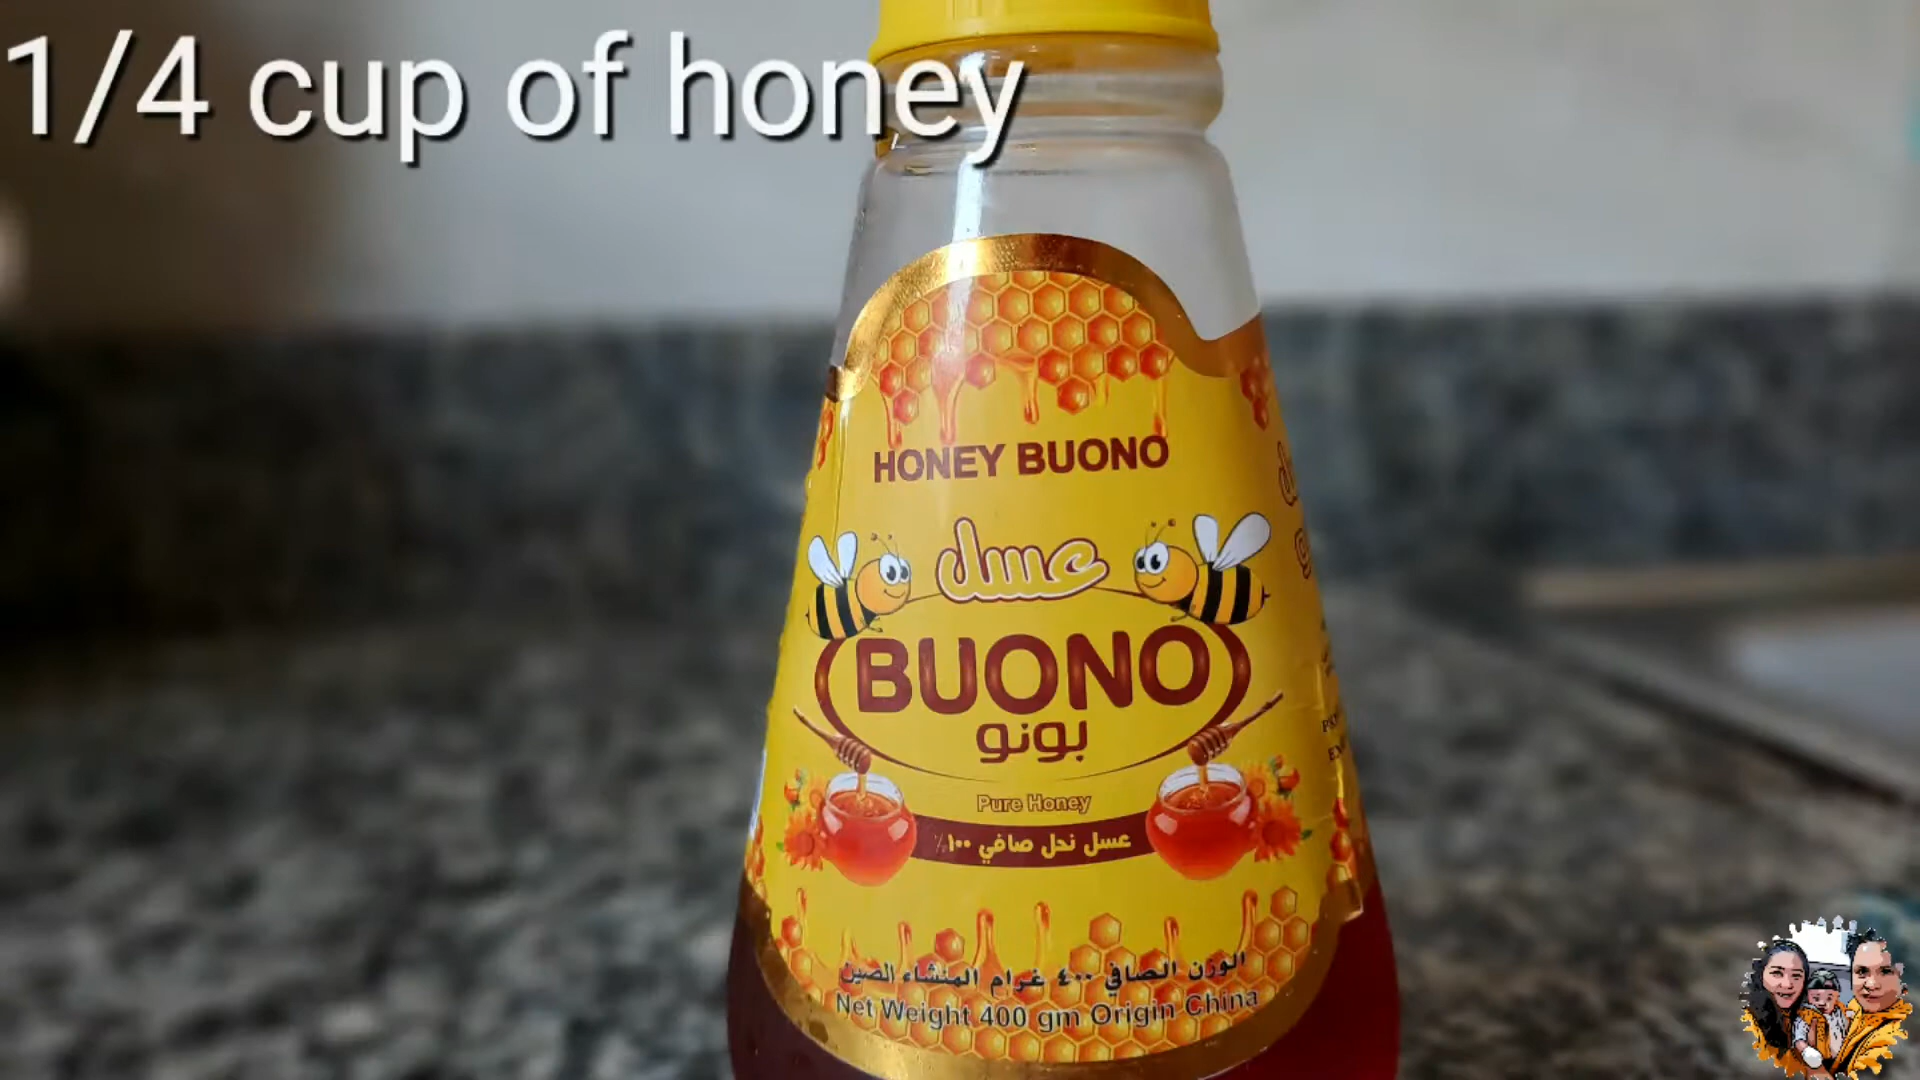 1/4 cup of honey
HONEY BUONO
عسل
BUONO
بونو
Pure Honey
عسل نحل صافي ١٠٠٪
الوزن الصافي ٤٠٠ غرام المنشاء الصين
Net Weight 400 gm Origin China